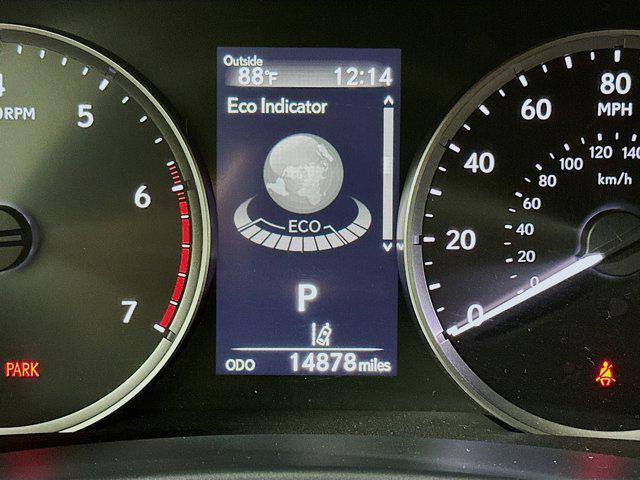 4
0RPM
5
6
7
PARK
Outside
88°F 12:14
Eco Indicator
ECO
P
ODO 14878 miles
0
20
40
60
80
MPH
0
20
40
60
80
100
120
140
km/h